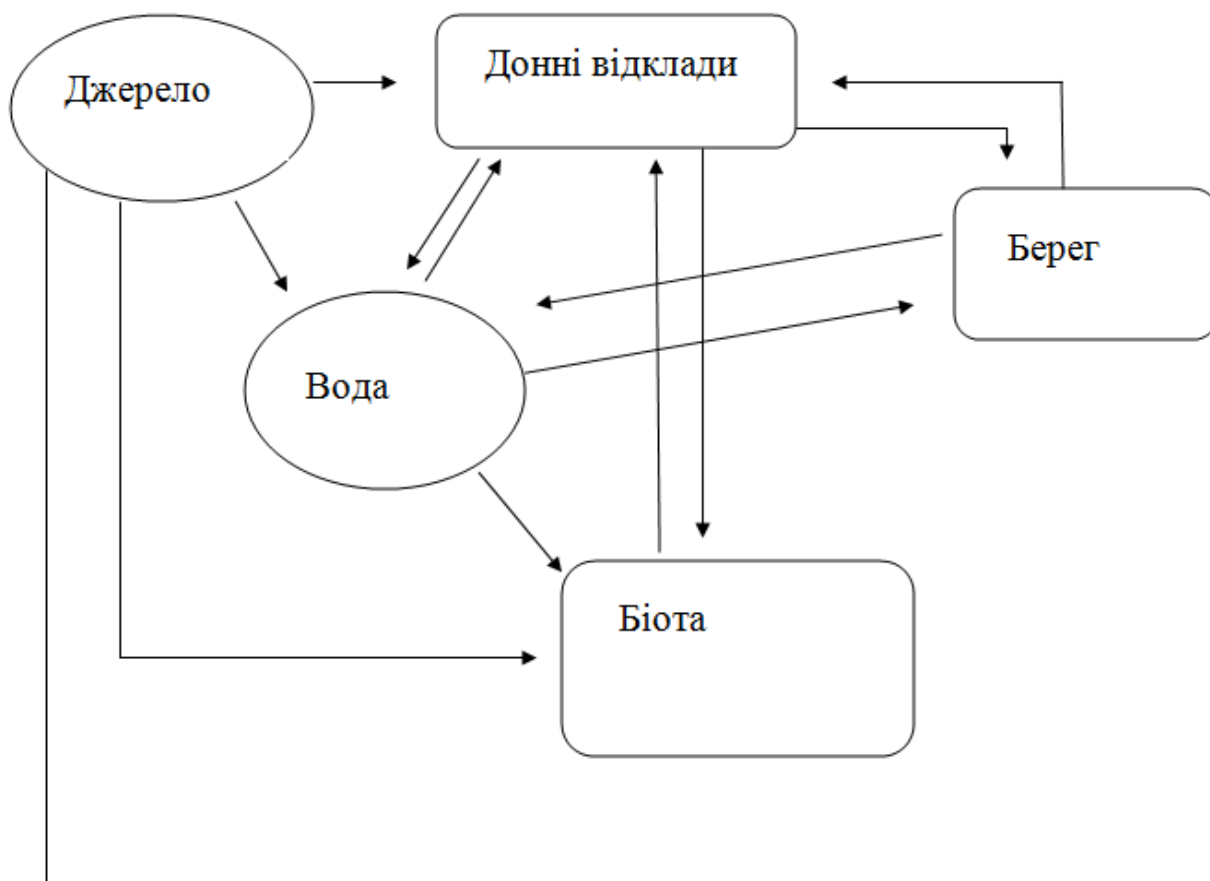 Джерело
Донні відклади
Берег
Вода
Біота